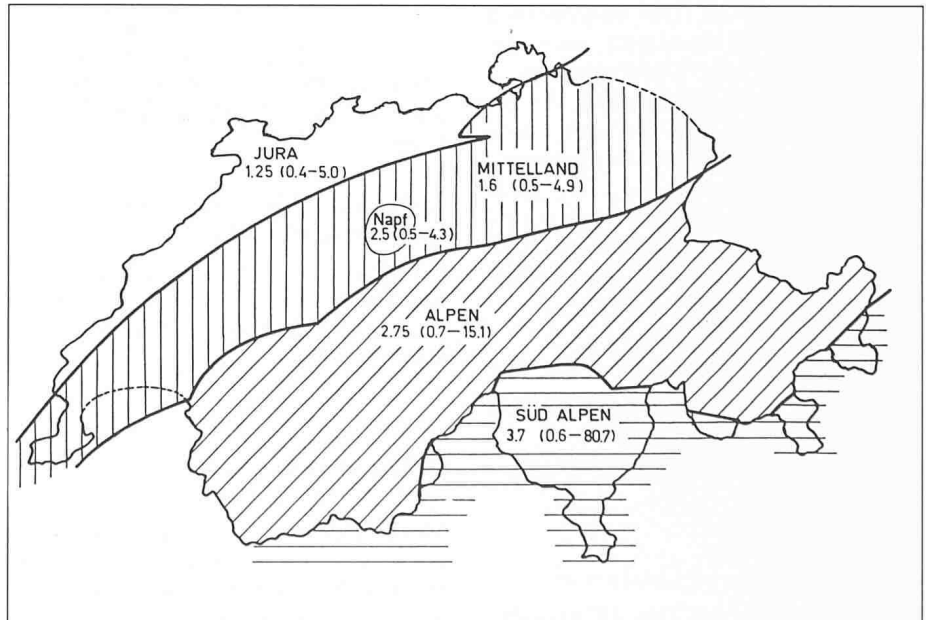 JURA
1.25 (0.4–5.0)
MITTELLAND
1.6 (0.5–4.9)
Napf
2.5 (0.5–4.3)
ALPEN
2.75 (0.7–15.1)
SÜD ALPEN
3.7 (0.6–80.7)